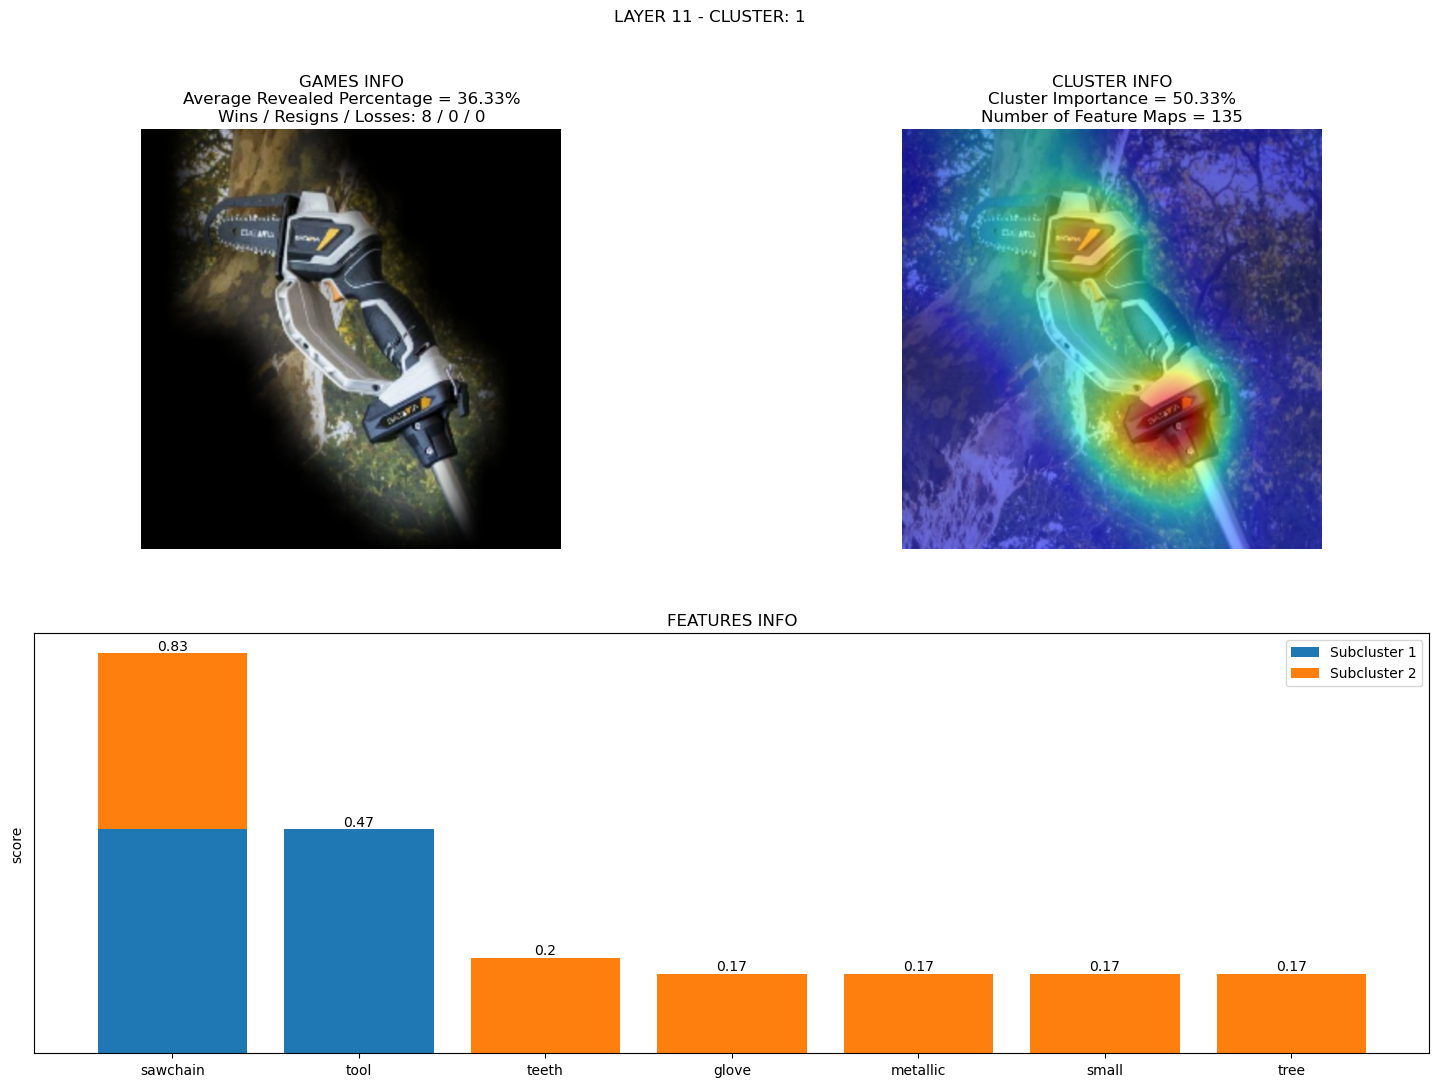 LAYER 11 - CLUSTER: 1
GAMES INFO
Average Revealed Percentage = 36.33%
Wins / Resigns / Losses: 8 / 0 / 0
CLUSTER INFO
Cluster Importance = 50.33%
Number of Feature Maps = 135
FEATURES INFO
Subcluster 1
Subcluster 2
score
0.83
0.47
0.2
0.17
0.17
0.17
0.17
sawchain
tool
teeth
glove
metallic
small
tree